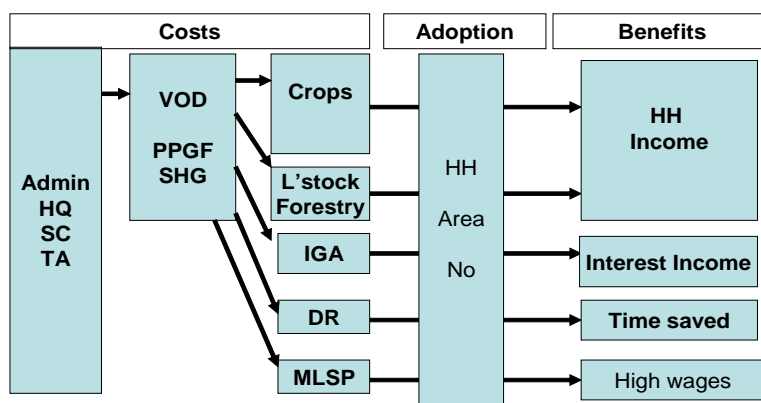 Costs
Adoption
Benefits
Admin
HQ
SC
TA
VOD
PPGF
SHG
Crops
L'stock
Forestry
IGA
DR
MLSP
HH
Area
No
HH
Income
Interest Income
Time saved
High wages